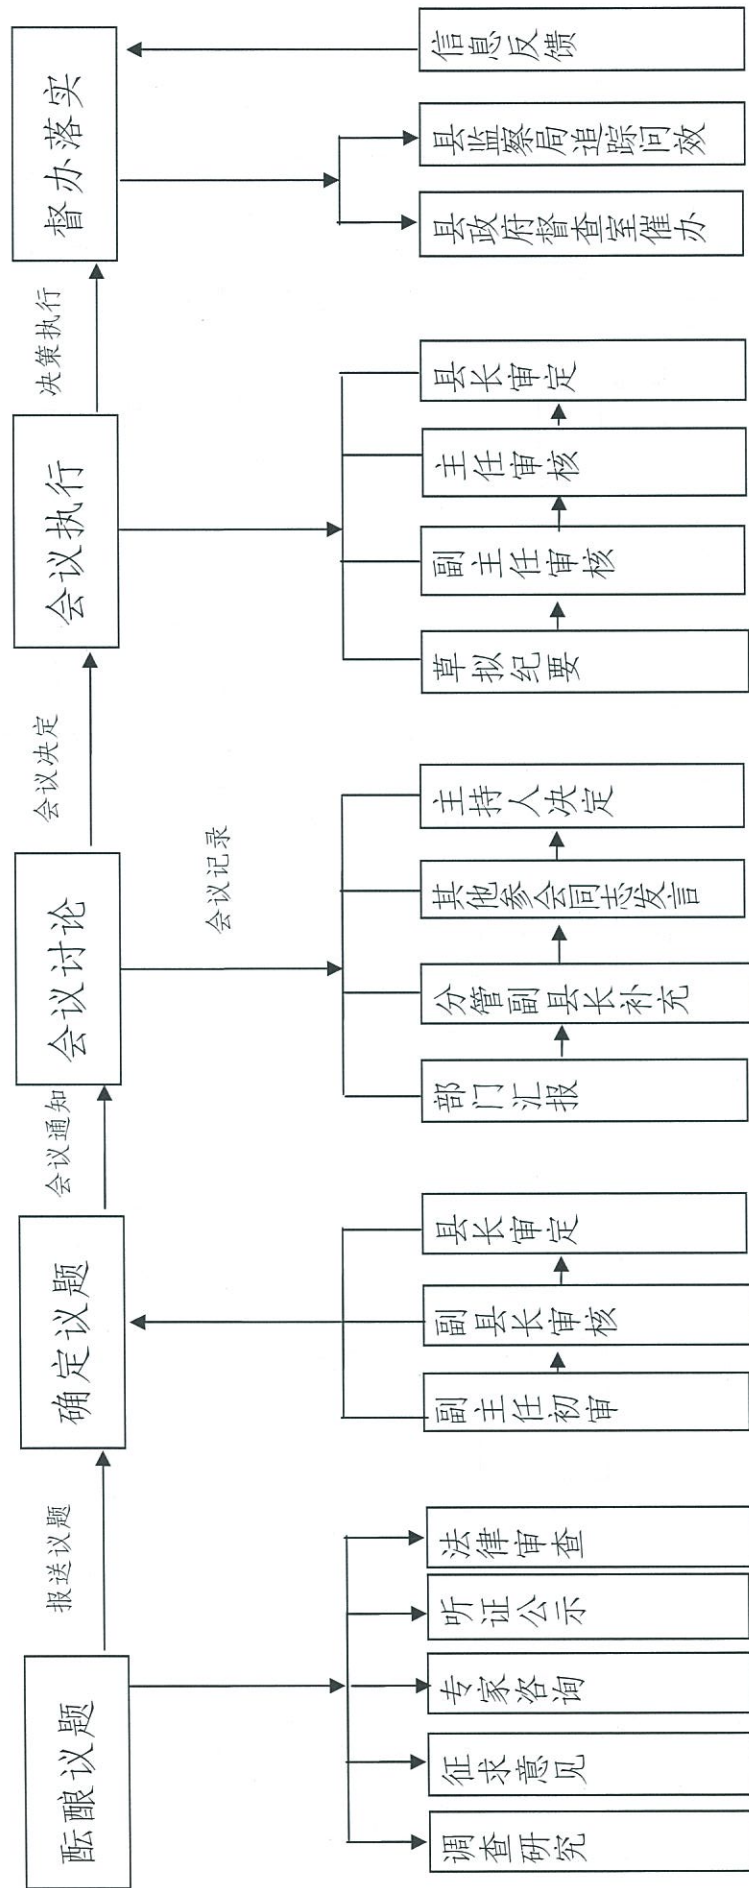 酝酿议题
报送议题
确定议题
会议通知
会议讨论
会议决定
会议执行
决策执行
督办落实
会议记录
调查研究
征求意见
专家咨询
听证公示
法律审查
副主任初审
副县长审核
县长审定
部门汇报
分管副县长补充
其他参会同志发言
主持人决定
草拟纪要
副主任审核
主任审核
县长审定
县政府督查室催办
县监察局追踪问效
信息反馈